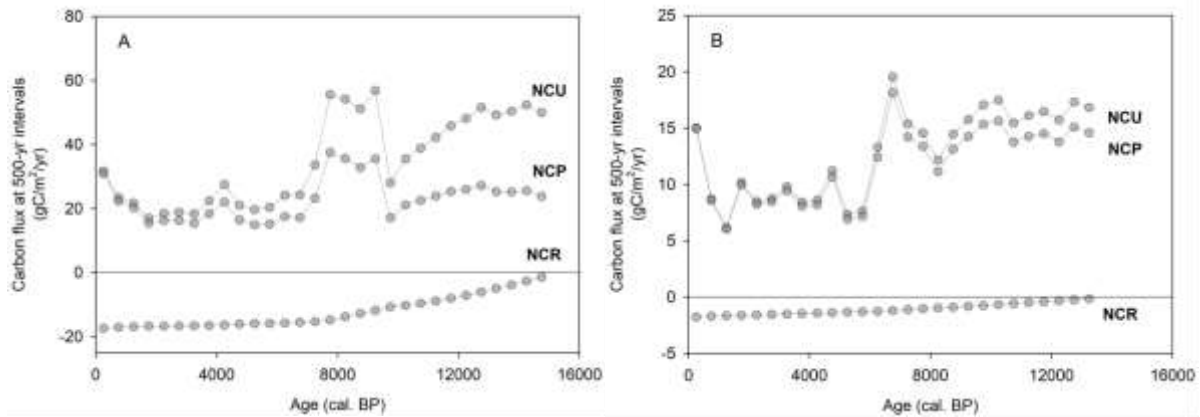 A
80
60
40
20
0
-20
Carbon flux at 500-yr intervals
(gC/m²/yr)
NCU
NCP
NCR
0
4000
8000
12000
16000
Age (cal. BP)
B
25
20
15
10
5
0
-5
Carbon flux at 500-yr intervals
(gC/m²/yr)
NCU
NCP
NCR
0
4000
8000
12000
16000
Age (cal. BP)